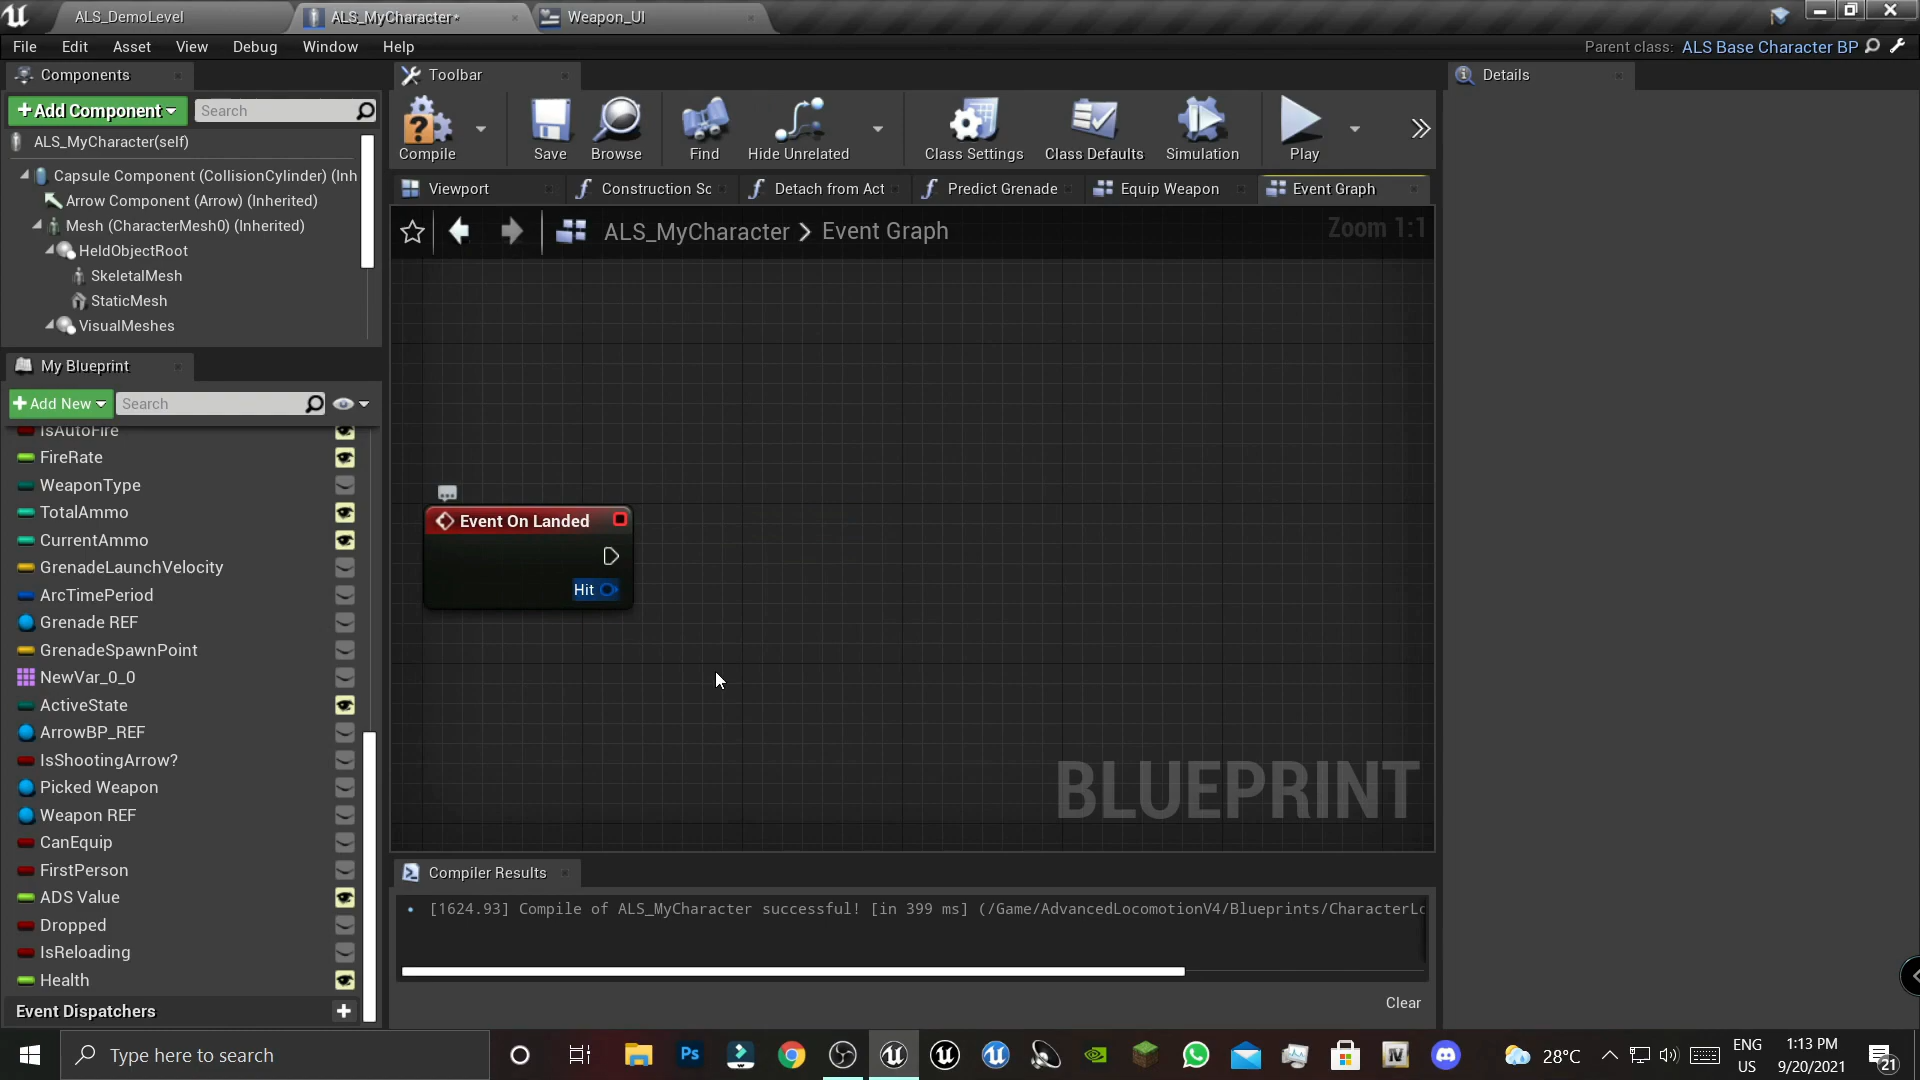 ALS_DemoLevel
ALS_MyCharacter*
Weapon_UI
File Edit Asset View Debug Window Help
Parent class: ALS Base Character BP
Components
Toolbar
Details
+Add Component
Search
ALS_MyCharacter(self)
Capsule Component (CollisionCylinder) (Inh
Arrow Component (Arrow) (Inherited)
Mesh (CharacterMesh0) (Inherited)
HeldObjectRoot
SkeletalMesh
StaticMesh
VisualMeshes
Compile
Save
Browse
Find
Hide Unrelated
Class Settings
Class Defaults
Simulation
Play
Viewport
Construction Sc
Detach from Act
Predict Grenade
Equip Weapon
Event Graph
ALS_MyCharacter > Event Graph
Zoom 1:1
My Blueprint
+Add New
Search
IsAutoFire
FireRate
WeaponType
TotalAmmo
CurrentAmmo
GrenadeLaunchVelocity
ArcTimePeriod
Grenade REF
GrenadeSpawnPoint
NewVar_0_0
ActiveState
ArrowBP_REF
IsShootingArrow?
Picked Weapon
Weapon REF
CanEquip
FirstPerson
ADS Value
Dropped
IsReloading
Health
Event Dispatchers
Event On Landed
Hit
BLUEPRINT
Compiler Results
[1624.93] Compile of ALS_MyCharacter successful! [in 399 ms] (/Game/AdvancedLocomotionV4/Blueprints/CharacterLo
Clear
Type here to search
Ps
IV
28°C
ENG
US
1:13 PM
9/20/2021
21